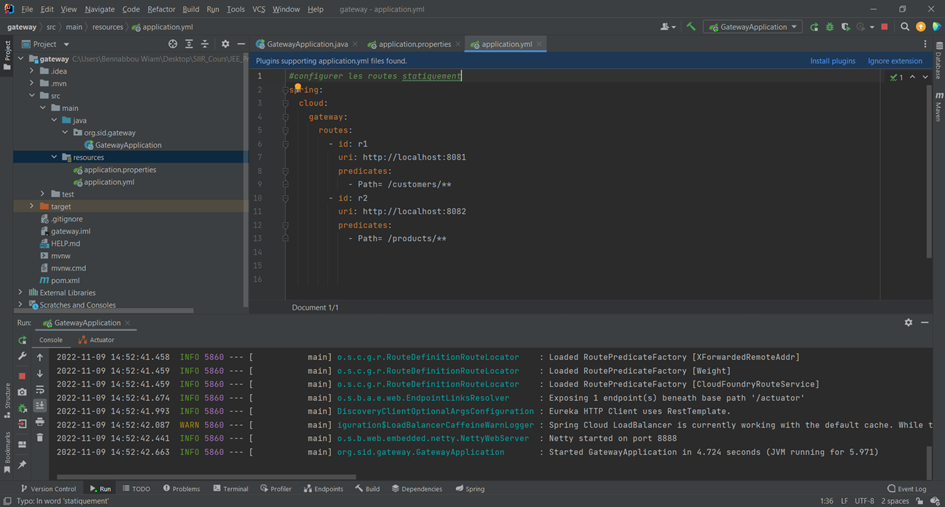 File Edit View Navigate Code Refactor Build Run Tools VCS Window Help gateway - application.yml
gateway src main resources application.yml GatewayApplication
Project GatewayApplication.java application.properties application.yml
Plugins supporting application.yml files found. Install plugins Ignore extension
gateway C:\Users\Bennabbou Wiam\Desktop\SIIR_Cours\JEE_P
.idea
.mvn
src
main
java
org.sid.gateway
GatewayApplication
resources
application.properties
application.yml
test
target
.gitignore
gateway.iml
HELP.md
mvnw
mvnw.cmd
pom.xml
External Libraries
Scratches and Consoles
1 #configurer les routes statiquement
2 spring:
3 cloud:
4 gateway:
5 routes:
6 - id: r1
7 uri: http://localhost:8081
8 predicates:
9 - Path= /customers/**
10 - id: r2
11 uri: http://localhost:8082
12 predicates:
13 - Path= /products/**
14
15
16
1
Document 1/1
Project
Structure
Bookmarks
Database
Maven
Run: GatewayApplication
Console Actuator
2022-11-09 14:52:41.458 INFO 5860 --- [ main] o.s.c.g.r.RouteDefinitionRouteLocator : Loaded RoutePredicateFactory [XForwardedRemoteAddr]
2022-11-09 14:52:41.459 INFO 5860 --- [ main] o.s.c.g.r.RouteDefinitionRouteLocator : Loaded RoutePredicateFactory [Weight]
2022-11-09 14:52:41.459 INFO 5860 --- [ main] o.s.c.g.r.RouteDefinitionRouteLocator : Loaded RoutePredicateFactory [CloudFoundryRouteService]
2022-11-09 14:52:41.674 INFO 5860 --- [ main] o.s.b.a.e.web.EndpointLinksResolver : Exposing 1 endpoint(s) beneath base path '/actuator'
2022-11-09 14:52:41.993 INFO 5860 --- [ main] DiscoveryClientOptionalArgsConfiguration : Eureka HTTP Client uses RestTemplate.
2022-11-09 14:52:42.087 WARN 5860 --- [ main] iguration$LoadBalancerCaffeineWarnLogger : Spring Cloud LoadBalancer is currently working with the default cache. While t
2022-11-09 14:52:42.441 INFO 5860 --- [ main] o.s.b.web.embedded.netty.NettyWebServer : Netty started on port 8888
2022-11-09 14:52:42.663 INFO 5860 --- [ main] org.sid.gateway.GatewayApplication : Started GatewayApplication in 4.724 seconds (JVM running for 5.971)
Version Control Run TODO Problems Terminal Profiler Endpoints Build Dependencies Spring Event Log
Typo: In word 'statiquement' 1:36 LF UTF-8 2 spaces